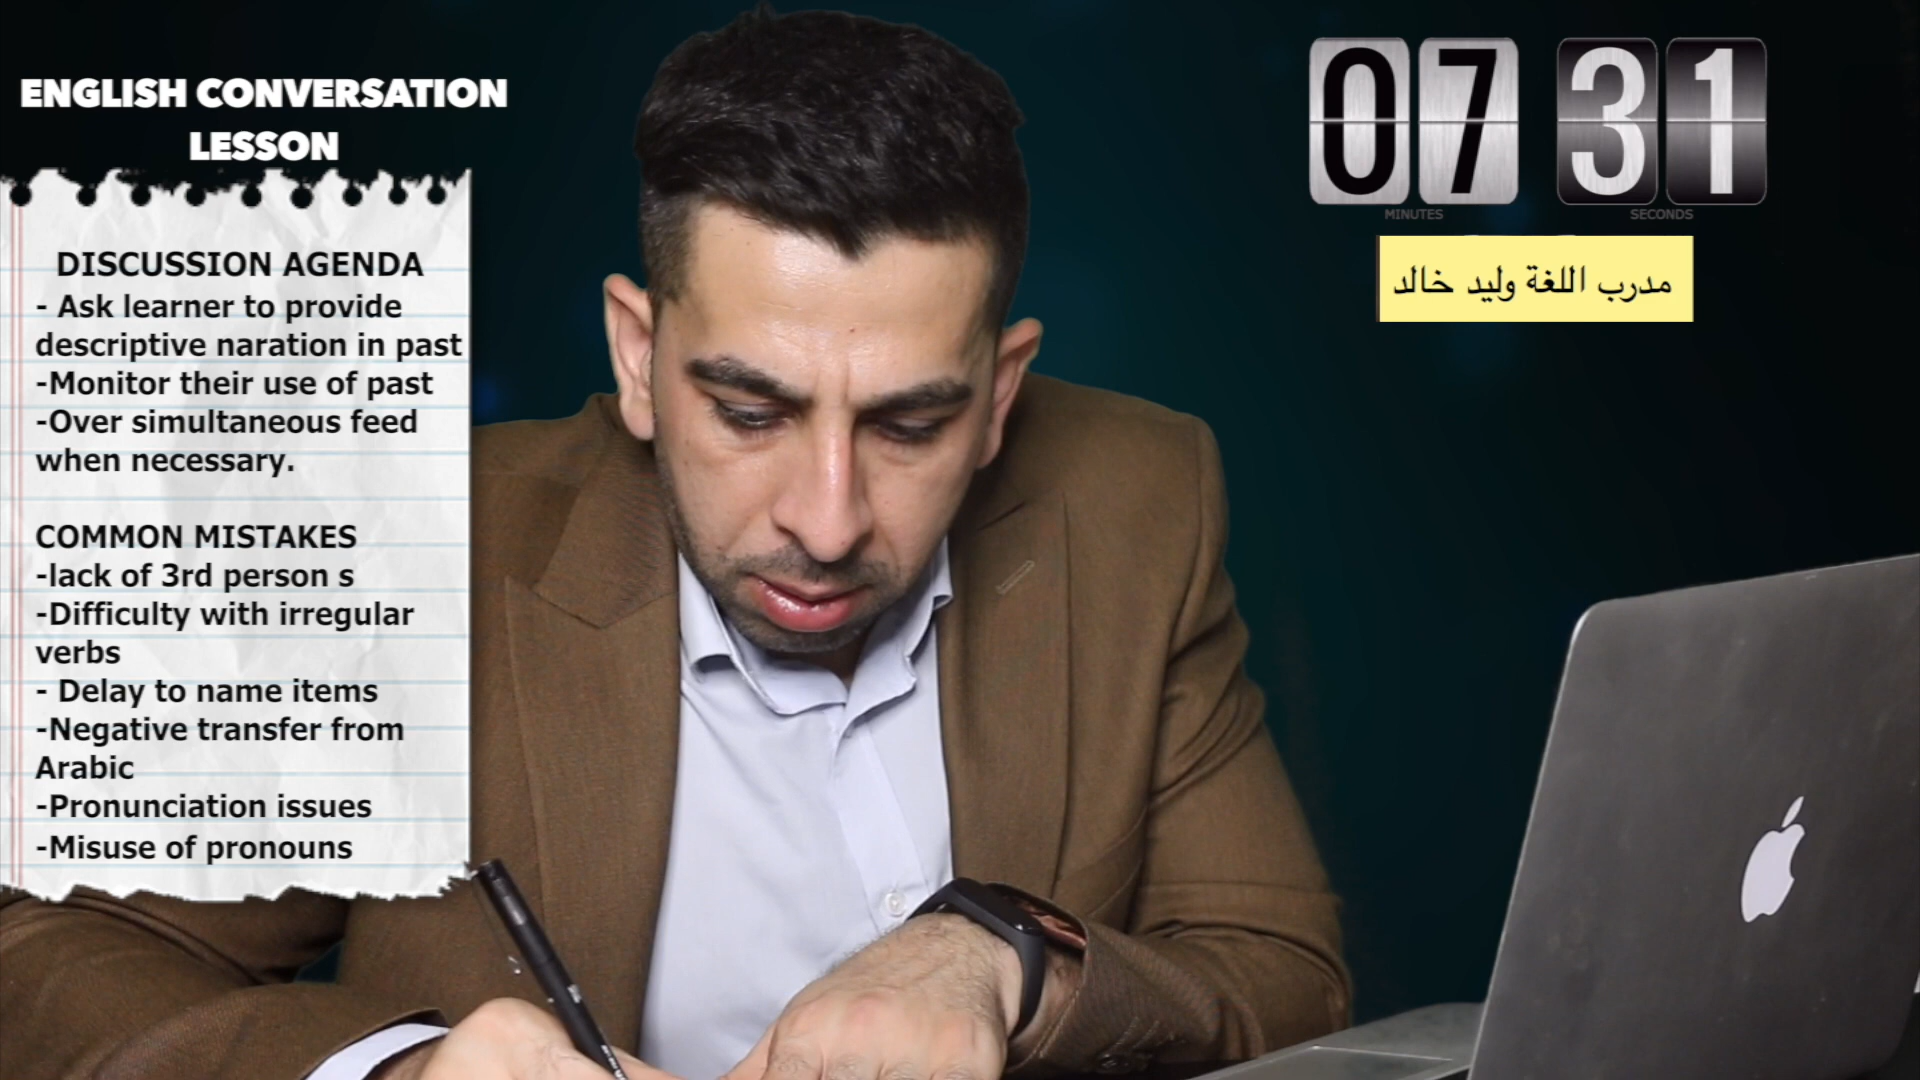 ENGLISH CONVERSATION
LESSON
DISCUSSION AGENDA
- Ask learner to provide
descriptive naration in past
-Monitor their use of past
-Over simultaneous feed
when necessary.
COMMON MISTAKES
-lack of 3rd person s
-Difficulty with irregular
verbs
- Delay to name items
-Negative transfer from
Arabic
-Pronunciation issues
-Misuse of pronouns
07 31
MINUTES SECONDS
مدرب اللغة وليد خالد